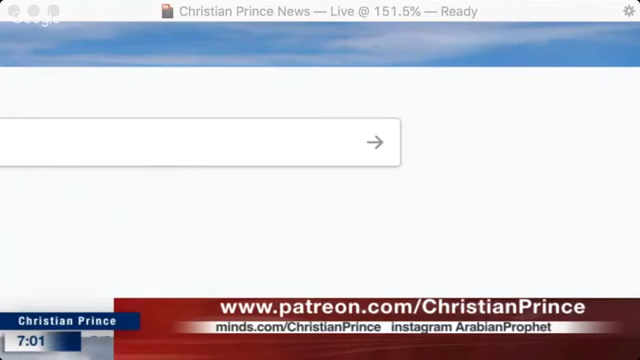 Christian Prince News — Live @ 151.5% — Ready
Google
www.patreon.com/ChristianPrince
minds.com/ChristianPrince instagram ArabianProphet
Christian Prince
7:01